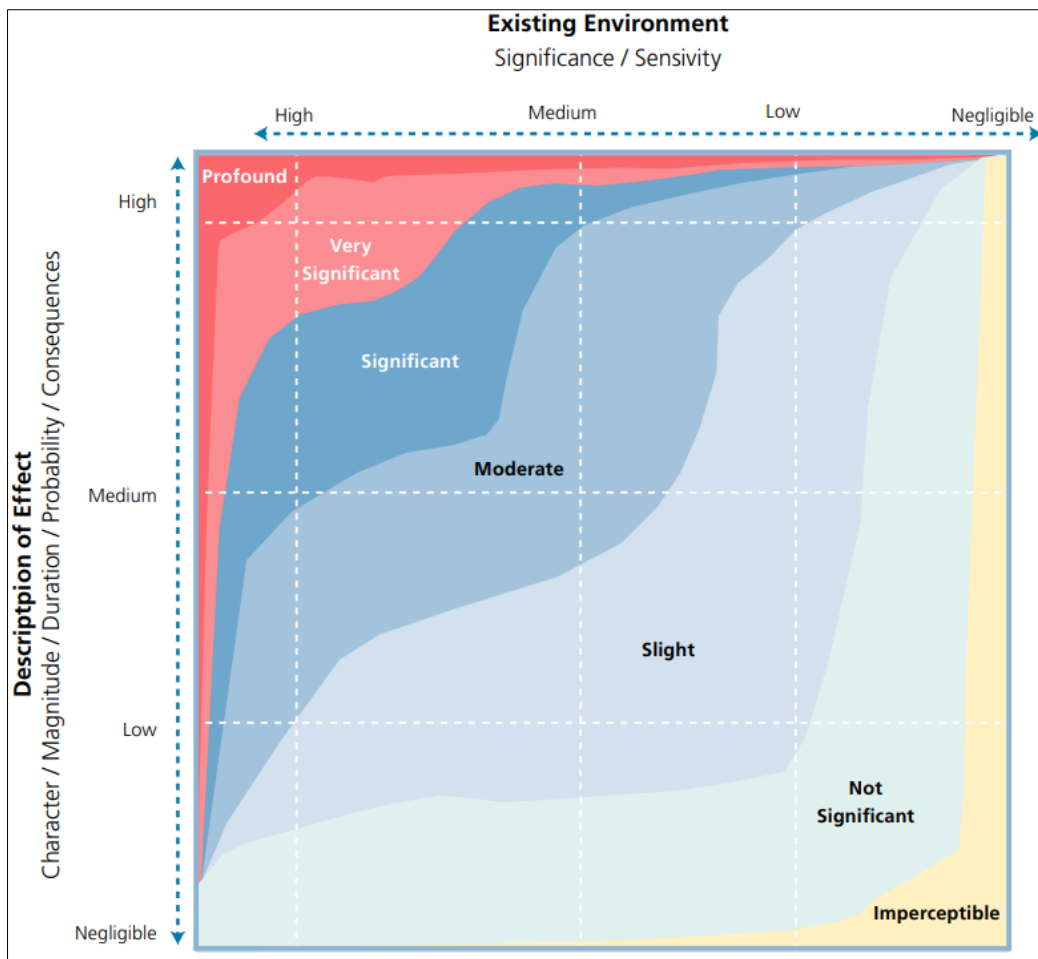 Existing Environment
Significance / Sensivity
High
Medium
Low
Negligible
Descriptpion of Effect
Character / Magnitude / Duration / Probability / Consequences
High
Medium
Low
Negligible
Profound
Very
Significant
Significant
Moderate
Slight
Not
Significant
Imperceptible